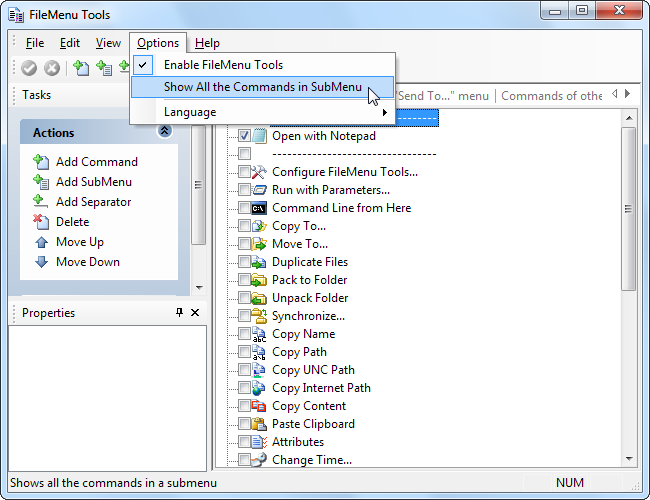 FileMenu Tools
File Edit View Options Help
Enable FileMenu Tools
Show All the Commands in SubMenu
Language
Tasks
"Send To..." menu | Commands of othe
Actions
Add Command
Add SubMenu
Add Separator
Delete
Move Up
Move Down
Properties
Open with Notepad
---------------------------------
Configure FileMenu Tools...
Run with Parameters...
C:\
Command Line from Here
Copy To...
Move To...
Duplicate Files
Pack to Folder
Unpack Folder
Synchronize...
Copy Name
Copy Path
Copy UNC Path
Copy Internet Path
Copy Content
Paste Clipboard
Attributes
Change Time...
Shows all the commands in a submenu
NUM